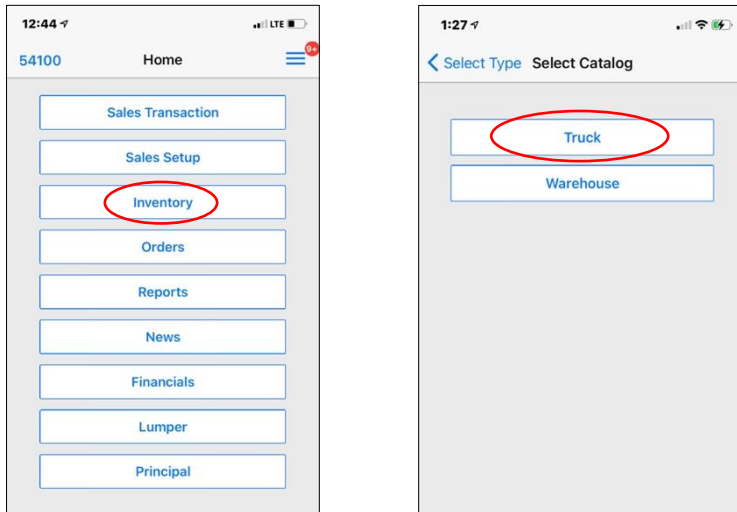 12:44
LTE
54100
Home
9+
Sales Transaction
Sales Setup
Inventory
Orders
Reports
News
Financials
Lumper
Principal
1:27
Select Type
Select Catalog
Truck
Warehouse